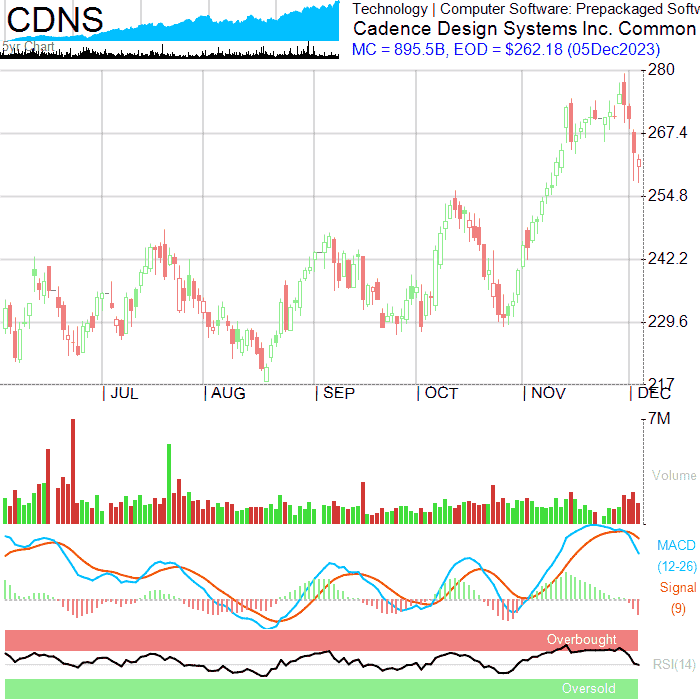 CDNS
5yr Chart
Technology | Computer Software: Prepackaged Softw
Cadence Design Systems Inc. Common
MC = 895.5B, EOD = $262.18 (05Dec2023)
280
267.4
254.8
242.2
229.6
217
| JUL | AUG | SEP | OCT | NOV | DEC
7M
Volume
MACD
(12-26)
Signal
(9)
Overbought
RSI(14)
Oversold